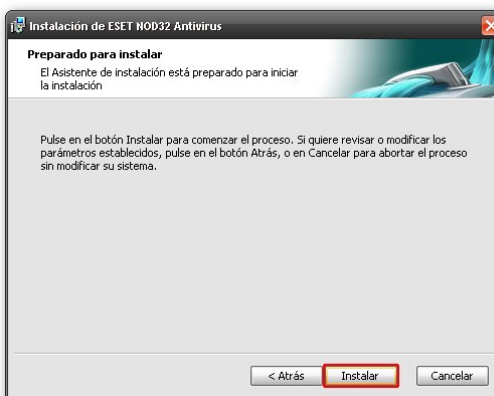 Instalación de ESET NOD32 Antivirus
Preparado para instalar
El Asistente de instalación está preparado para iniciar
la instalación
Pulse en el botón Instalar para comenzar el proceso. Si quiere revisar o modificar los
parámetros establecidos, pulse en el botón Atrás, o en Cancelar para abortar el proceso
sin modificar su sistema.
< Atrás Instalar Cancelar